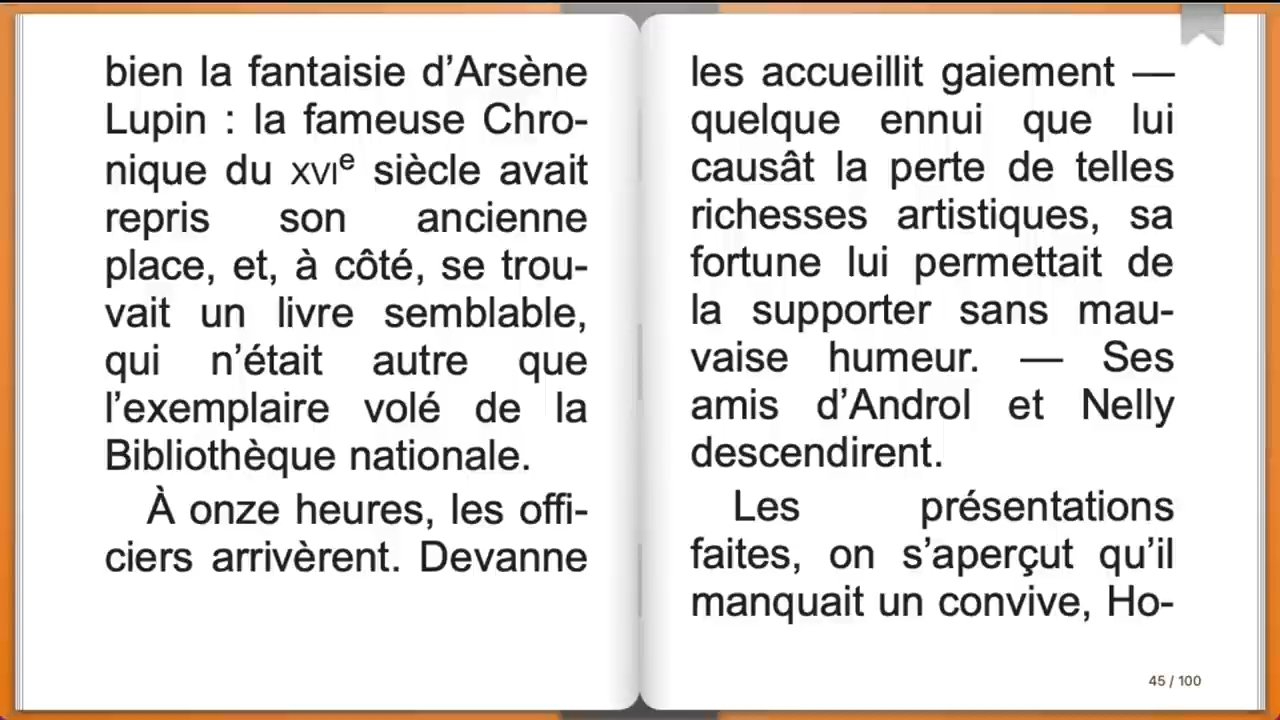 bien la fantaisie d’Arsène
Lupin : la fameuse Chro-
nique du XVIe siècle avait
repris son ancienne
place, et, à côté, se trou-
vait un livre semblable,
qui n’était autre que
l’exemplaire volé de la
Bibliothèque nationale.
À onze heures, les offi-
ciers arrivèrent. Devanne
les accueillit gaiement —
quelque ennui que lui
causât la perte de telles
richesses artistiques, sa
fortune lui permettait de
la supporter sans mau-
vaise humeur. — Ses
amis d’Androl et Nelly
descendirent.
Les présentations
faites, on s’aperçut qu’il
manquait un convive, Ho-
45 / 100